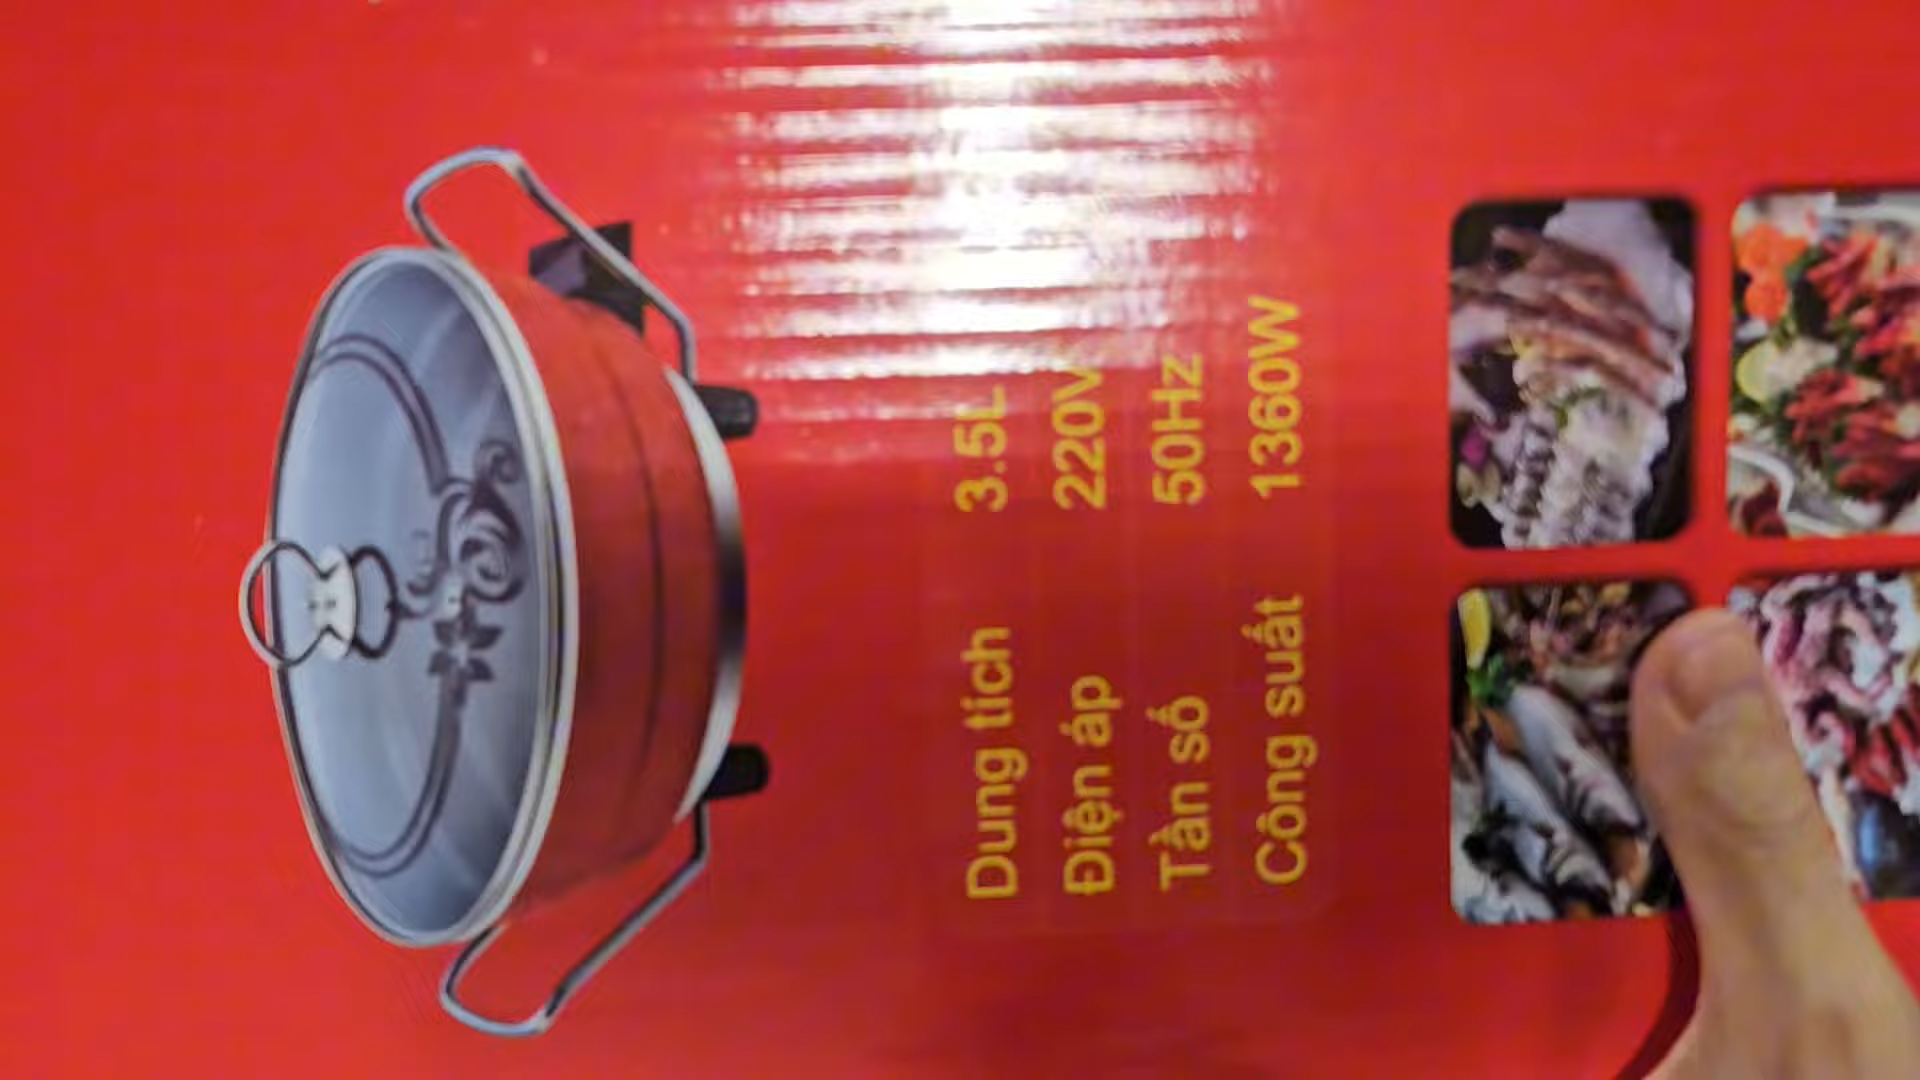 Dung tích 3.5L
Điện áp 220V
Tần số 50Hz
Công suất 1360W